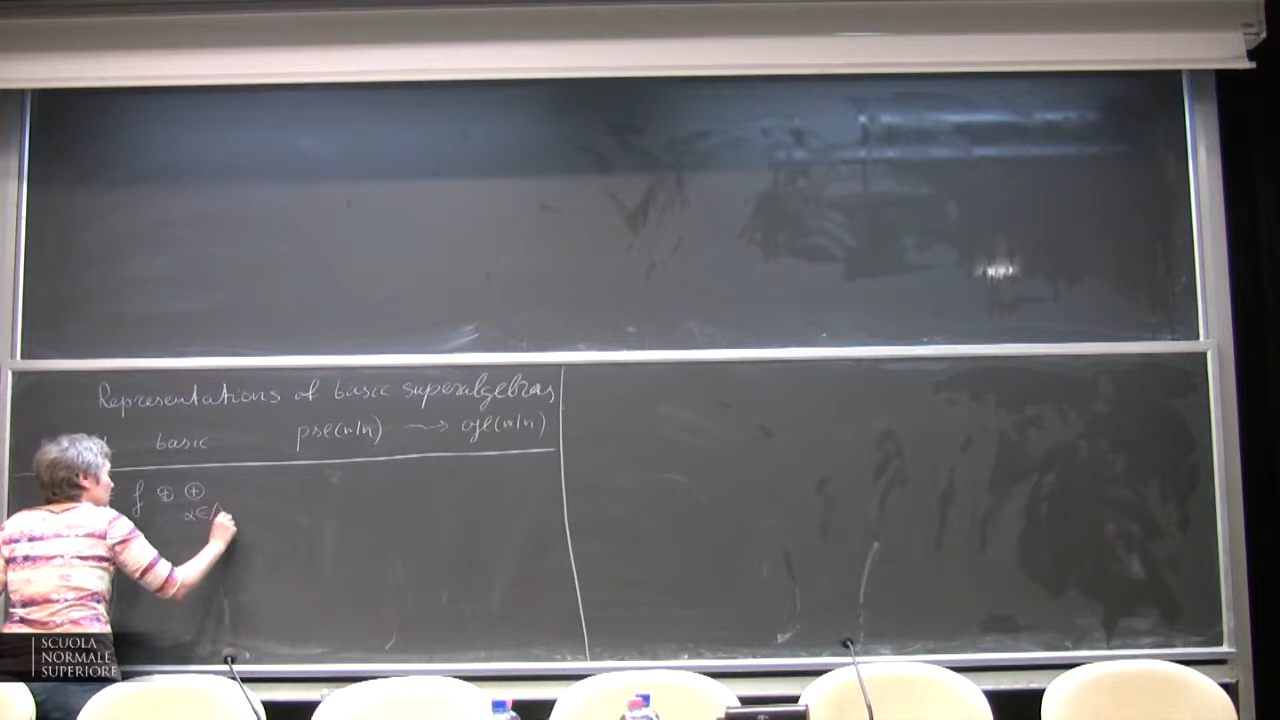 Representations of basic superalgebras
basic psl(n|n) ⟶ gl(n|n)
h ⊕ ⊕
α∈
SCUOLA
NORMALE
SUPERIORE